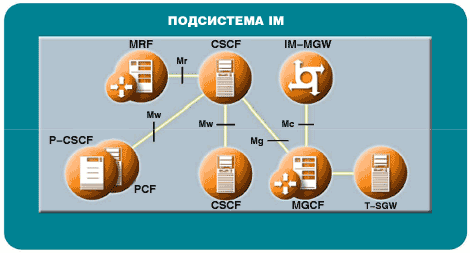 ПОДСИСТЕМА IM
MRF
CSCF
IM–MGW
Mr
Mw
Mw
Mc
Mg
P–CSCF
PCF
CSCF
MGCF
T–SGW